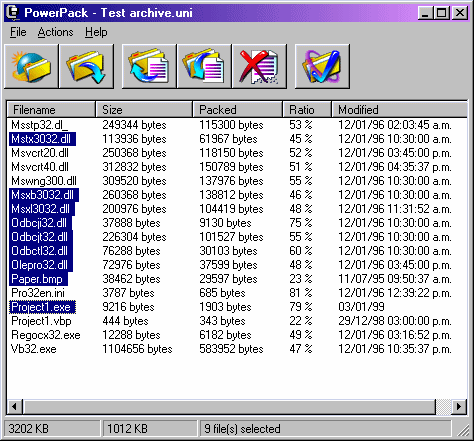 PowerPack - Test archive.uni
File Actions Help
Filename Size Packed Ratio Modified
Msstp32.dl_ 249344 bytes 115300 bytes 53 % 12/01/96 02:03:45 a.m.
Mstx3032.dll 113936 bytes 61967 bytes 45 % 12/01/96 10:30:00 a.m.
Msvcrt20.dll 250368 bytes 118150 bytes 52 % 12/01/96 03:45:00 p.m.
Msvcrt40.dll 312832 bytes 150789 bytes 51 % 12/01/96 04:35:37 p.m.
Mswng300.dll 309520 bytes 137976 bytes 55 % 12/01/96 10:30:00 a.m.
Msxb3032.dll 260368 bytes 138812 bytes 46 % 12/01/96 10:30:00 a.m.
Msxl3032.dll 200976 bytes 104419 bytes 48 % 12/01/96 11:31:52 a.m.
Odbcji32.dll 37888 bytes 9130 bytes 75 % 12/01/96 10:30:00 p.m.
Odbcjt32.dll 226304 bytes 101527 bytes 55 % 12/01/96 10:30:00 a.m.
Odbctl32.dll 76288 bytes 30103 bytes 60 % 12/01/96 10:30:00 a.m.
Olepro32.dll 72976 bytes 37599 bytes 48 % 12/01/96 03:45:00 p.m.
Paper.bmp 38462 bytes 29597 bytes 23 % 11/07/95 09:50:37 a.m.
Pro32en.ini 3787 bytes 685 bytes 81 % 12/01/96 12:39:22 p.m.
Project1.exe 9216 bytes 1903 bytes 79 % 03/01/99
Project1.vbp 444 bytes 343 bytes 22 % 29/12/98 03:00:00 p.m.
Regocx32.exe 12288 bytes 6182 bytes 49 % 12/01/96 03:16:52 p.m.
Vb32.exe 1104656 bytes 583952 bytes 47 % 12/01/96 10:35:37 p.m.
3202 KB 1012 KB 9 file(s) selected